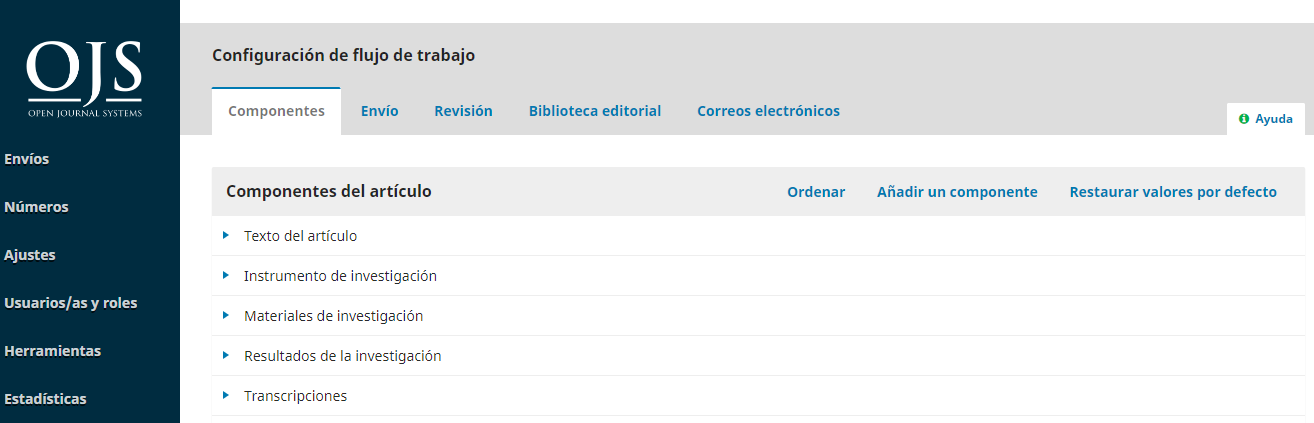 OJS
OPEN JOURNAL SYSTEMS
Envíos
Números
Ajustes
Usuarios/as y roles
Herramientas
Estadísticas
Configuración de flujo de trabajo
Componentes Envío Revisión Biblioteca editorial Correos electrónicos
Ayuda
Componentes del artículo Ordenar Añadir un componente Restaurar valores por defecto
Texto del artículo
Instrumento de investigación
Materiales de investigación
Resultados de la investigación
Transcripciones